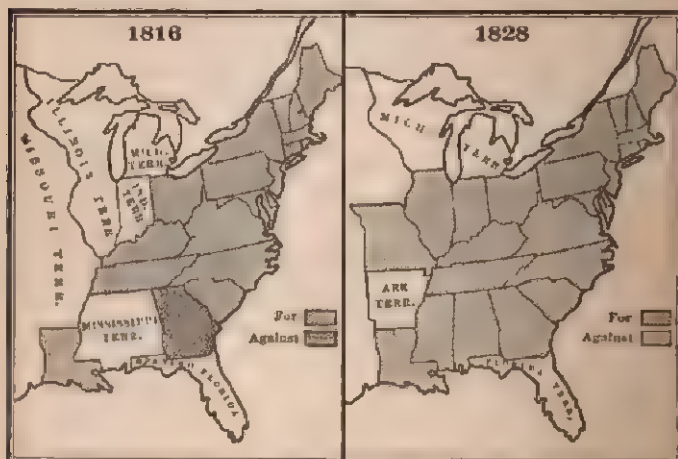 1816
ILLINOIS TERR
MISSOURI TERR.
MICH. TERR.
IND. TERR.
MISSISSIPPI
TERR.
SPANISH FLORIDA
For
Against
1828
MICH TERR
ARK
TERR.
FLORIDA TERR.
For
Against